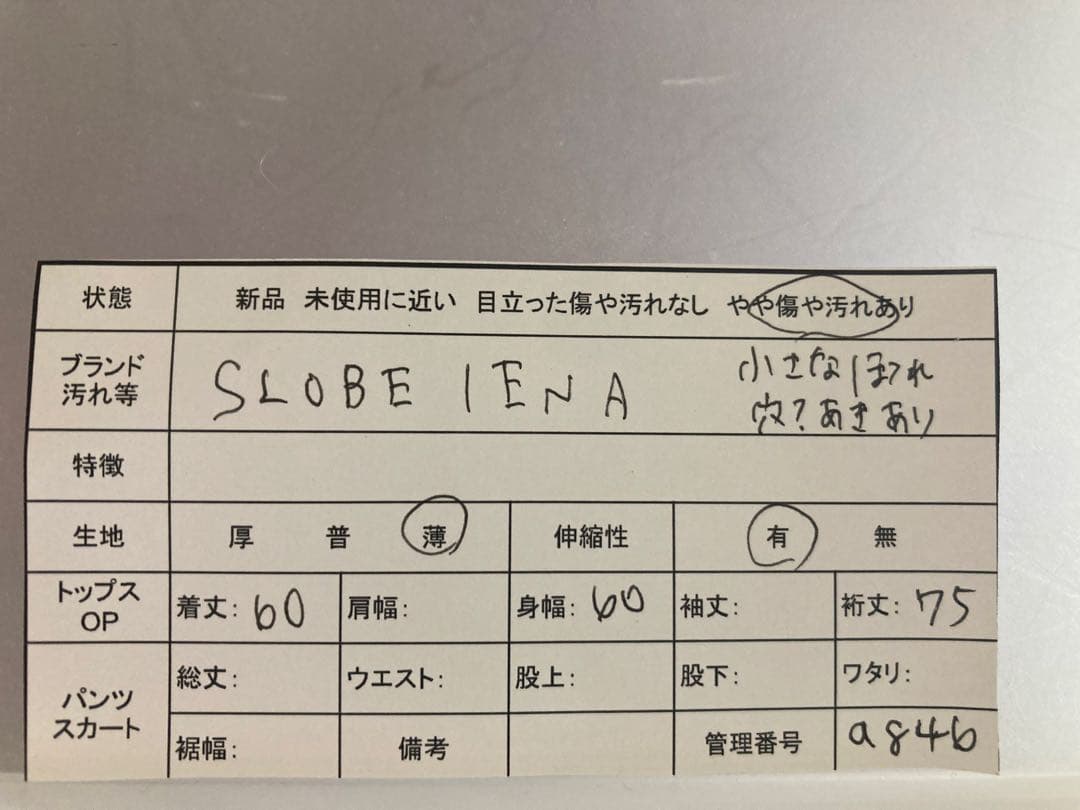 状態 新品 未使用に近い 目立った傷や汚れなし やや傷や汚れあり
ブランド 汚れ等 SLOBE IENA 小さなほつれ
穴?あきあり
特徴
生地 厚 普 薄 伸縮性 有 無
トップス OP 着丈: 60 肩幅: 身幅: 60 袖丈: 裄丈: 75
パンツ スカート 総丈: ウエスト: 股上: 股下: ワタリ:
裾幅: 備考 管理番号 a846